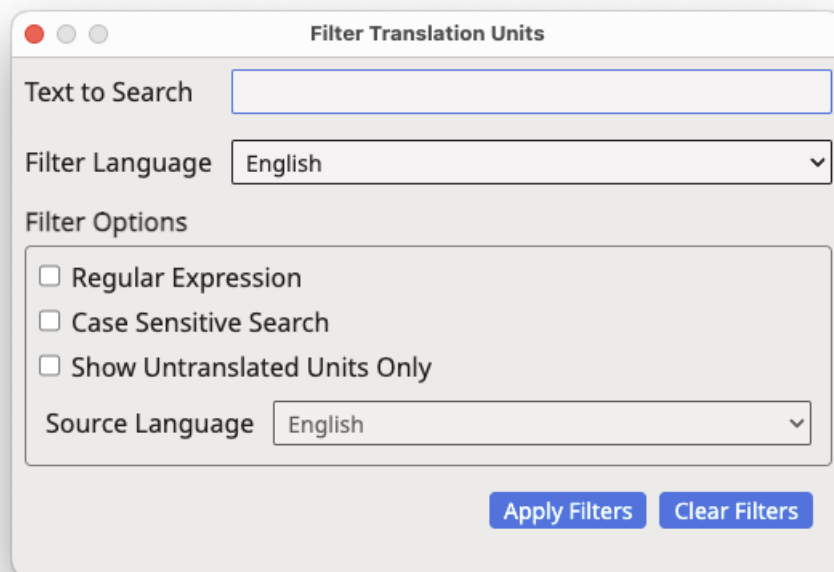 Filter Translation Units
Text to Search
Filter Language English
Filter Options
Regular Expression
Case Sensitive Search
Show Untranslated Units Only
Source Language English
Apply Filters Clear Filters